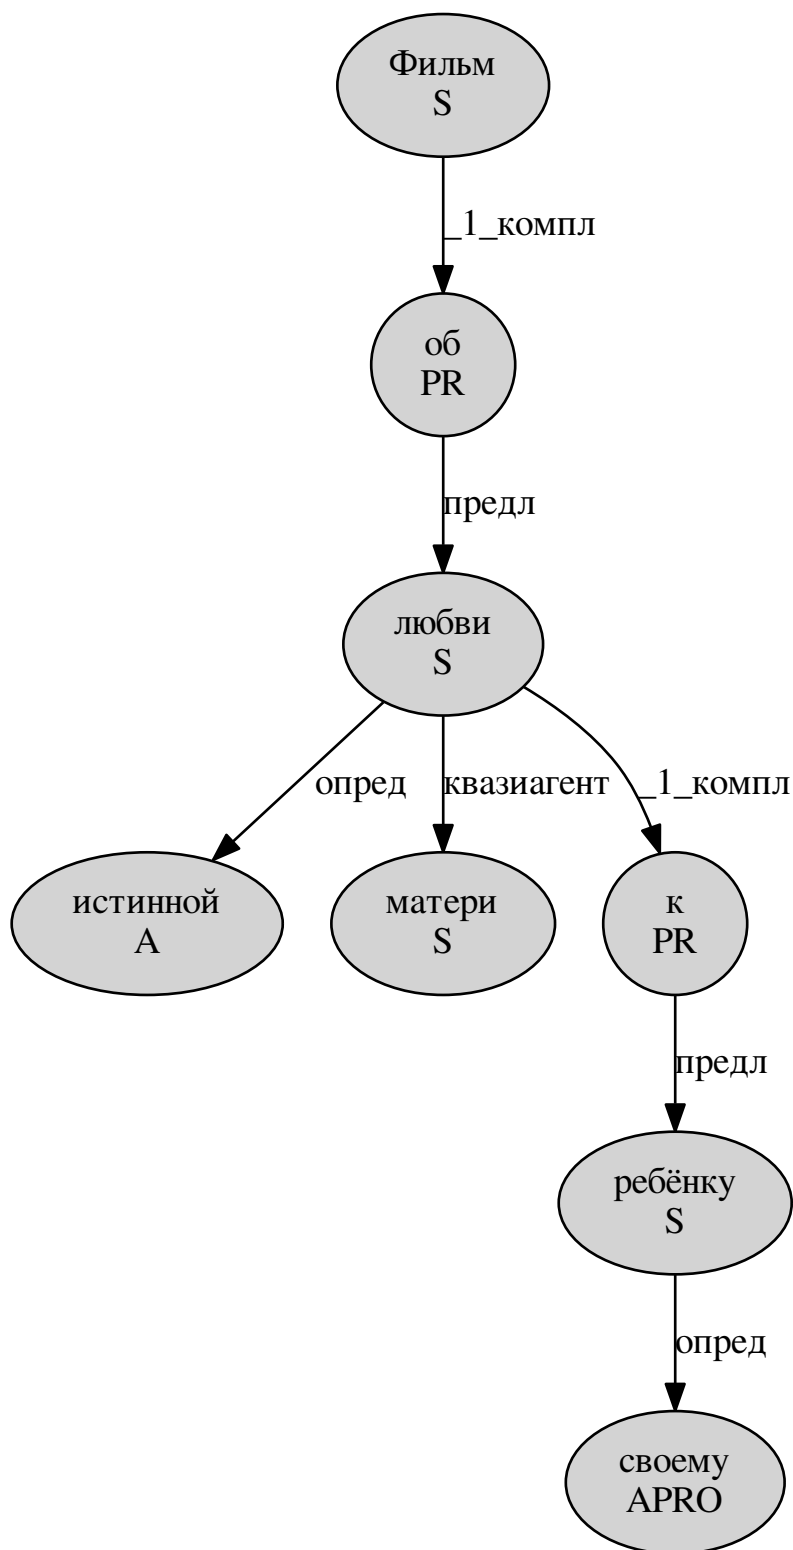 Фильм
S
_1_компл
об
PR
предл
любви
S
опред
квазиагент
_1_компл
истинной
A
матери
S
к
PR
предл
ребёнку
S
опред
своему
APRO